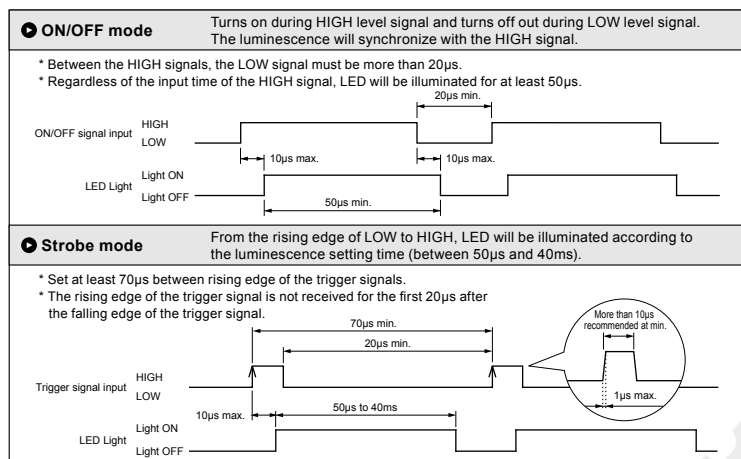 ON/OFF mode
Turns on during HIGH level signal and turns off out during LOW level signal.
The luminescence will synchronize with the HIGH signal.
* Between the HIGH signals, the LOW signal must be more than 20μs.
* Regardless of the input time of the HIGH signal, LED will be illuminated for at least 50μs.
20μs min.
ON/OFF signal input
HIGH
LOW
10μs max.
10μs max.
LED Light
Light ON
Light OFF
50μs min.
Strobe mode
From the rising edge of LOW to HIGH, LED will be illuminated according to
the luminescence setting time (between 50μs and 40ms).
* Set at least 70μs between rising edge of the trigger signals.
* The rising edge of the trigger signal is not received for the first 20μs after
the falling edge of the trigger signal.
70μs min.
20μs min.
More than 10μs
recommended at min.
Trigger signal input
HIGH
LOW
1μs max.
10μs max.
50μs to 40ms
LED Light
Light ON
Light OFF